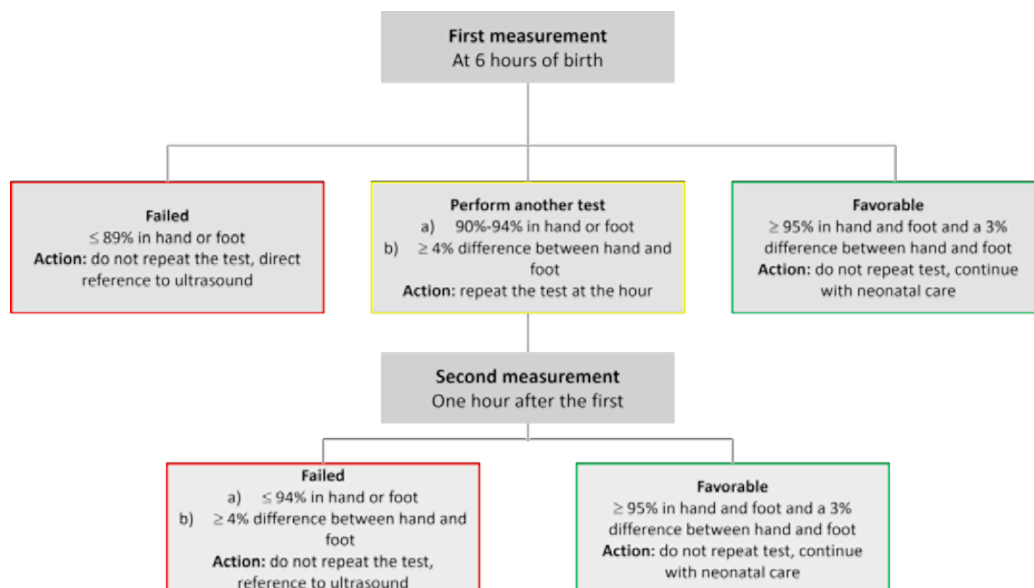 First measurement
At 6 hours of birth
Failed
≤ 89% in hand or foot
Action: do not repeat the test, direct
reference to ultrasound
Perform another test
a) 90%-94% in hand or foot
b) ≥ 4% difference between hand and
foot
Action: repeat the test at the hour
Favorable
≥ 95% in hand and foot and a 3%
difference between hand and foot
Action: do not repeat test, continue
with neonatal care
Second measurement
One hour after the first
Failed
a) ≤ 94% in hand or foot
b) ≥ 4% difference between hand and
foot
Action: do not repeat the test,
reference to ultrasound
Favorable
≥ 95% in hand and foot and a 3%
difference between hand and foot
Action: do not repeat test, continue
with neonatal care